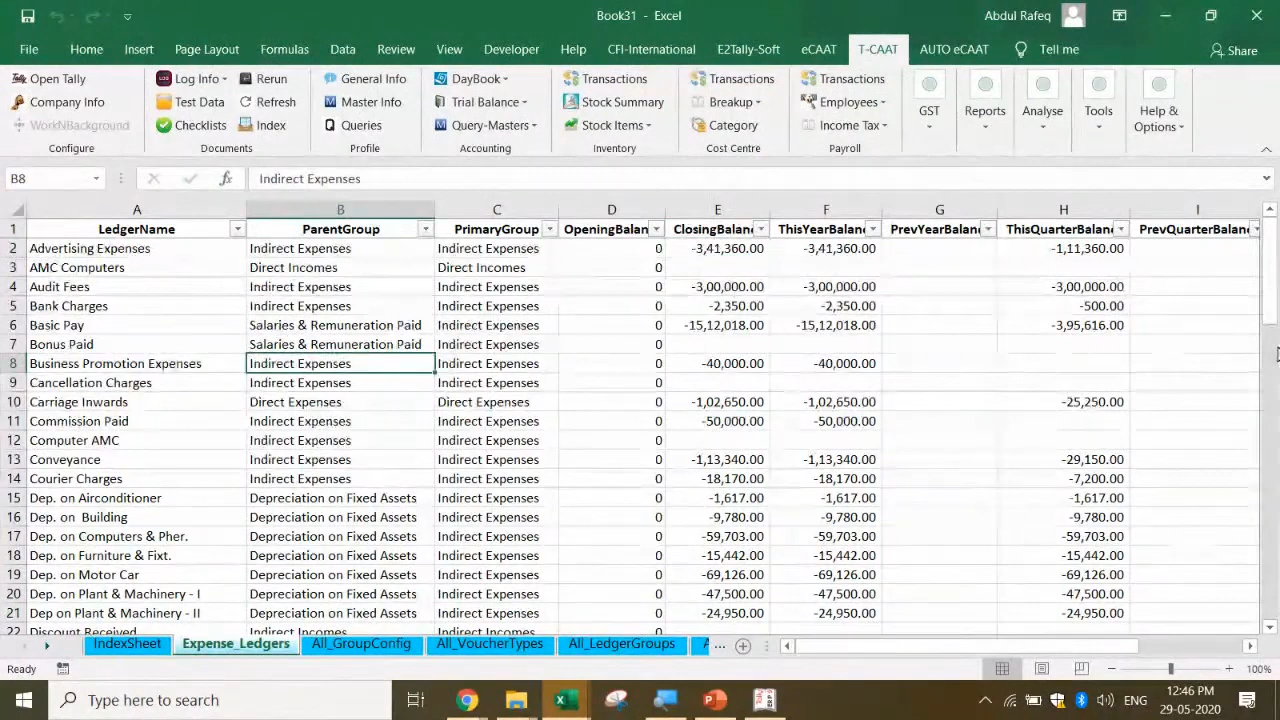 Book31 - Excel
Abdul Rafeq
File Home Insert Page Layout Formulas Data Review View Developer Help CFI-International E2Tally-Soft eCAAT T-CAAT AUTO eCAAT Tell me Share
Open Tally Log Info Rerun General Info DayBook Transactions Transactions Transactions
Company Info Test Data Refresh Master Info Trial Balance Stock Summary Breakup Employees GST Reports Analyse Tools Help & Options
WorkNBackground Checklists Index Queries Query-Masters Stock Items Category Income Tax
Configure Documents Profile Accounting Inventory Cost Centre Payroll
B8 fx Indirect Expenses
A B C D E F G H I
1 LedgerName ParentGroup PrimaryGroup OpeningBalan ClosingBalan ThisYearBalan PrevYearBalan ThisQuarterBalan PrevQuarterBalan
2 Advertising Expenses Indirect Expenses Indirect Expenses 0 -3,41,360.00 -3,41,360.00 -1,11,360.00
3 AMC Computers Direct Incomes Direct Incomes 0
4 Audit Fees Indirect Expenses Indirect Expenses 0 -3,00,000.00 -3,00,000.00 -3,00,000.00
5 Bank Charges Indirect Expenses Indirect Expenses 0 -2,350.00 -2,350.00 -500.00
6 Basic Pay Salaries & Remuneration Paid Indirect Expenses 0 -15,12,018.00 -15,12,018.00 -3,95,616.00
7 Bonus Paid Salaries & Remuneration Paid Indirect Expenses 0
8 Business Promotion Expenses Indirect Expenses Indirect Expenses 0 -40,000.00 -40,000.00
9 Cancellation Charges Indirect Expenses Indirect Expenses 0
10 Carriage Inwards Direct Expenses Direct Expenses 0 -1,02,650.00 -1,02,650.00 -25,250.00
11 Commission Paid Indirect Expenses Indirect Expenses 0 -50,000.00 -50,000.00
12 Computer AMC Indirect Expenses Indirect Expenses 0
13 Conveyance Indirect Expenses Indirect Expenses 0 -1,13,340.00 -1,13,340.00 -29,150.00
14 Courier Charges Indirect Expenses Indirect Expenses 0 -18,170.00 -18,170.00 -7,200.00
15 Dep. on Airconditioner Depreciation on Fixed Assets Indirect Expenses 0 -1,617.00 -1,617.00 -1,617.00
16 Dep. on Building Depreciation on Fixed Assets Indirect Expenses 0 -9,780.00 -9,780.00 -9,780.00
17 Dep. on Computers & Pher. Depreciation on Fixed Assets Indirect Expenses 0 -59,703.00 -59,703.00 -59,703.00
18 Dep. on Furniture & Fixt. Depreciation on Fixed Assets Indirect Expenses 0 -15,442.00 -15,442.00 -15,442.00
19 Dep. on Motor Car Depreciation on Fixed Assets Indirect Expenses 0 -69,126.00 -69,126.00 -69,126.00
20 Dep. on Plant & Machinery - I Depreciation on Fixed Assets Indirect Expenses 0 -47,500.00 -47,500.00 -47,500.00
21 Dep on Plant & Machinery - II Depreciation on Fixed Assets Indirect Expenses 0 -24,950.00 -24,950.00 -24,950.00
22 Discount Received Indirect Incomes Indirect Incomes 0
IndexSheet Expense_Ledgers All_GroupConfig All_VoucherTypes All_LedgerGroups ...
Ready 100%
Type here to search ENG 12:46 PM
29-05-2020